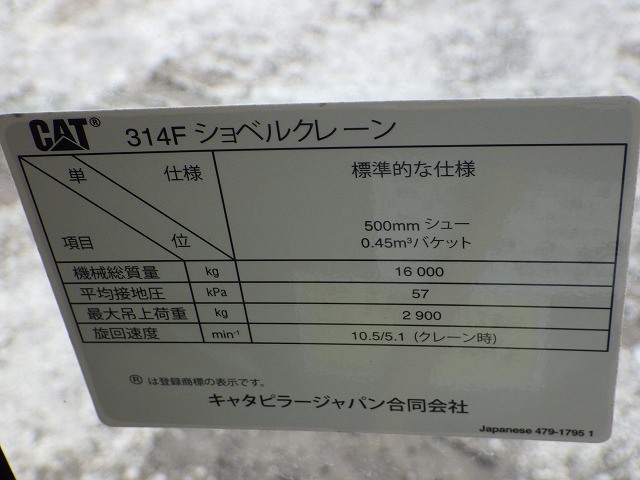 CAT® 314F ショベルクレーン
単 仕様 標準的な仕様
500mm シュー
項目 位 0.45m³バケット
機械総質量 kg 16 000
平均接地圧 kPa 57
最大吊上荷重 kg 2 900
旋回速度 min⁻¹ 10.5/5.1（クレーン時）
®は登録商標の表示です。
キャタピラージャパン合同会社
Japanese 479-1795 1